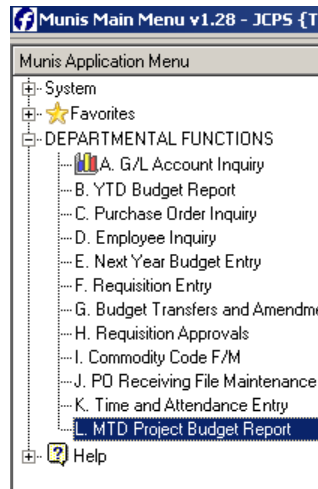 Munis Main Menu v1.28 - JCPS {T
Munis Application Menu
System
Favorites
DEPARTMENTAL FUNCTIONS
A. G/L Account Inquiry
B. YTD Budget Report
C. Purchase Order Inquiry
D. Employee Inquiry
E. Next Year Budget Entry
F. Requisition Entry
G. Budget Transfers and Amendme
H. Requisition Approvals
I. Commodity Code F/M
J. PO Receiving File Maintenance
K. Time and Attendance Entry
L. MTD Project Budget Report
Help